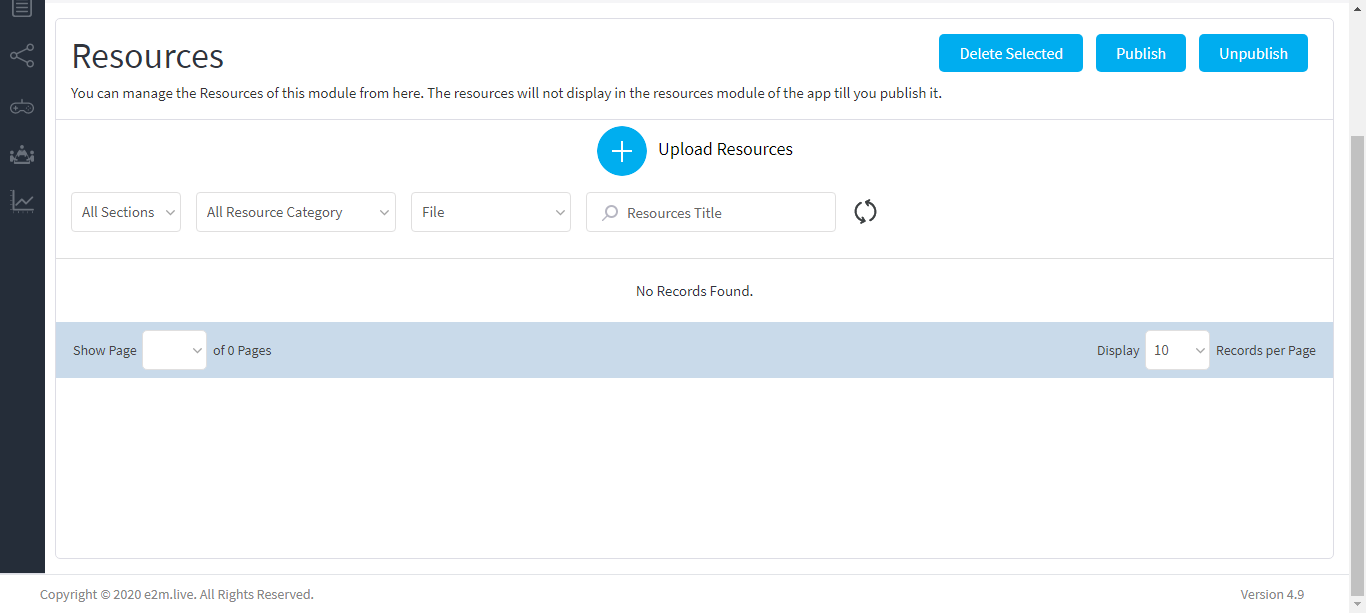 Resources
Delete Selected
Publish
Unpublish
You can manage the Resources of this module from here. The resources will not display in the resources module of the app till you publish it.
Upload Resources
All Sections
All Resource Category
File
Resources Title
No Records Found.
Show Page
of 0 Pages
Display
10
Records per Page
Copyright © 2020 e2m.live. All Rights Reserved.
Version 4.9